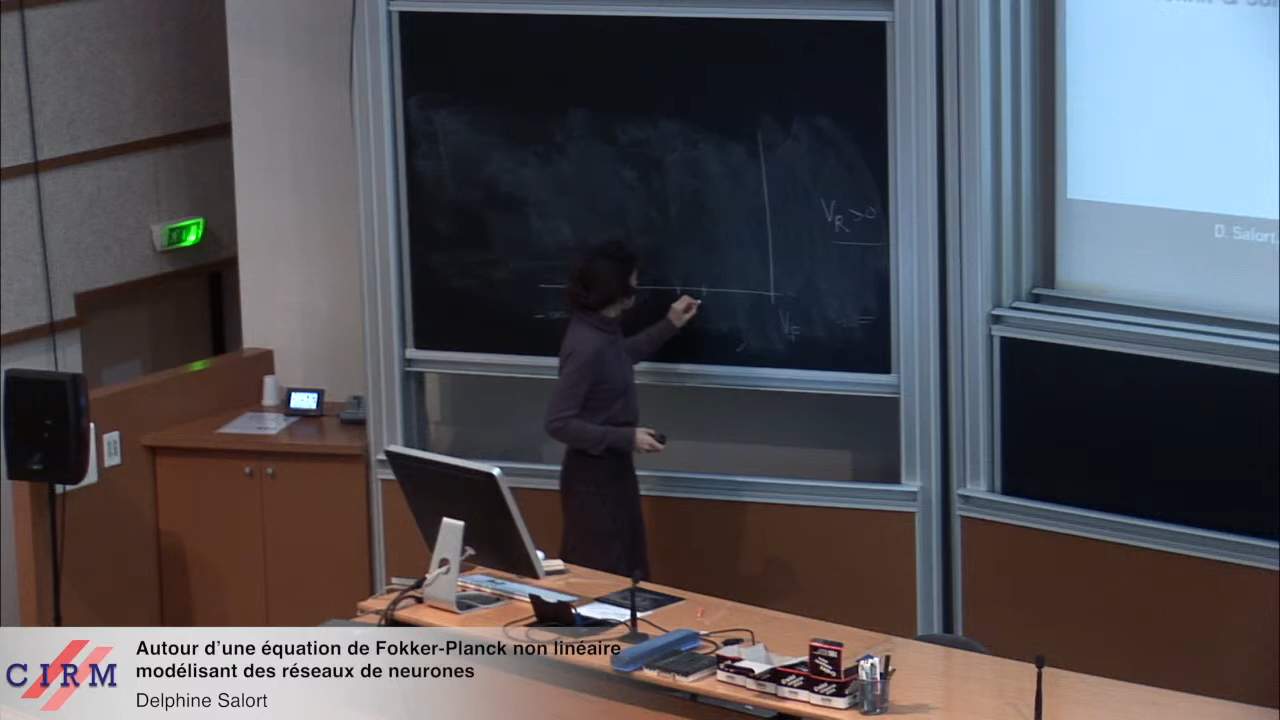 V_R >0
V_F
D. Salort
CIRM
Autour d'une équation de Fokker-Planck non linéaire
modélisant des réseaux de neurones
Delphine Salort